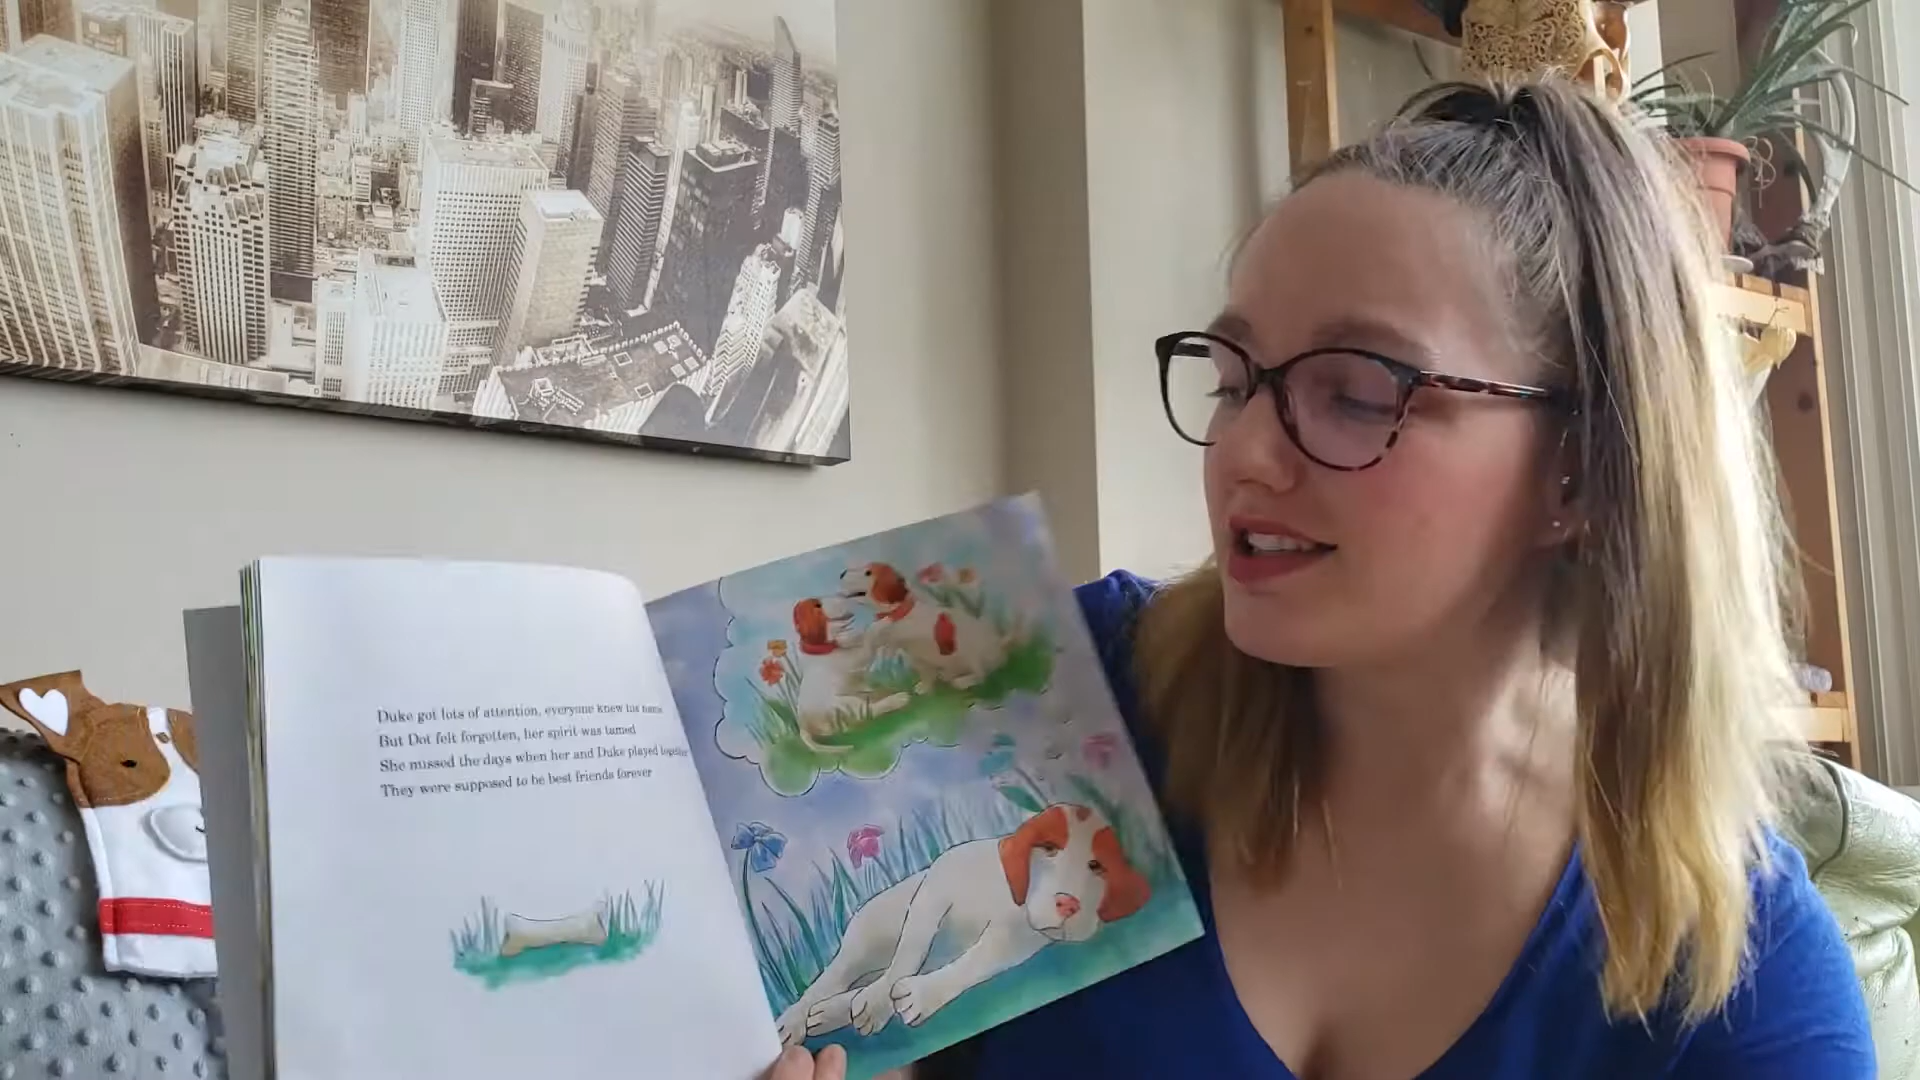 Duke got lots of attention, everyone knew his name
But Dot felt forgotten, her spirit was tamed
She missed the days when her and Duke played together
They were supposed to be best friends forever